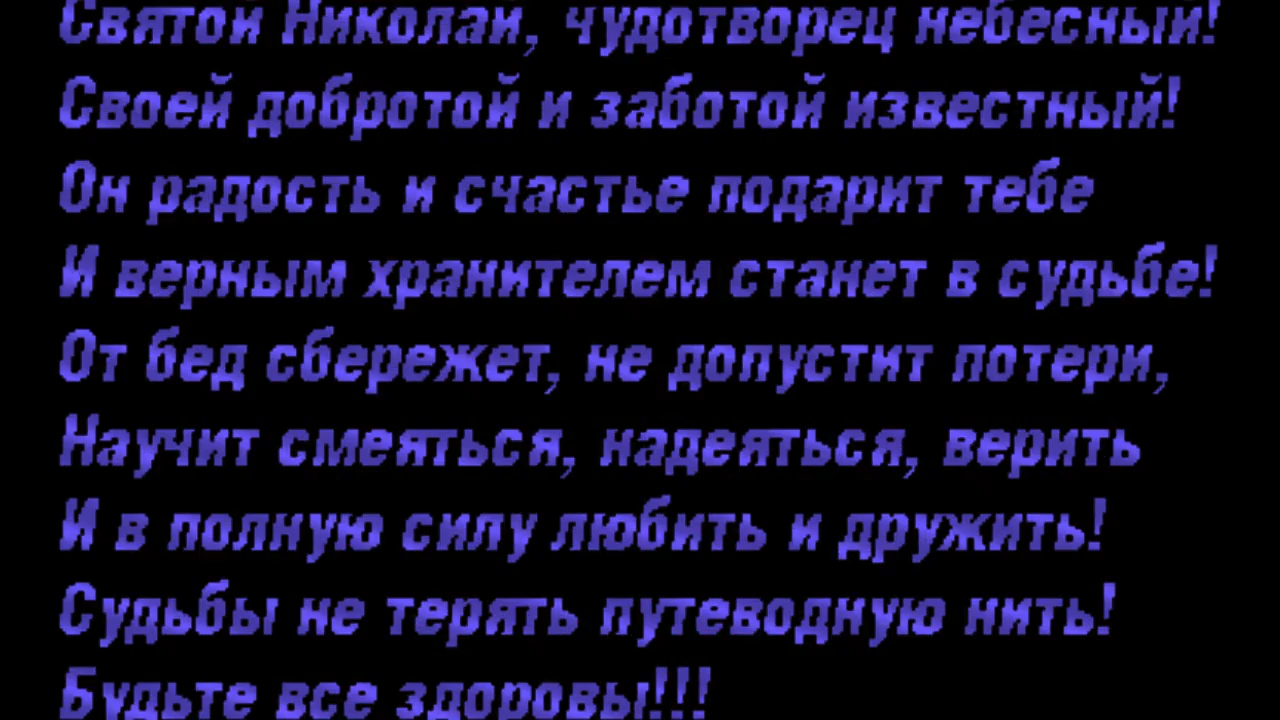 Святой Николай, чудотворец небесный!
Своей добротой и заботой известный!
Он радость и счастье подарит тебе
И верным хранителем станет в судьбе!
От бед сбережет, не допустит потери,
Научит смеяться, надеяться, верить
И в полную силу любить и дружить!
Судьбы не терять путеводную нить!
Будьте все здоровы!!!